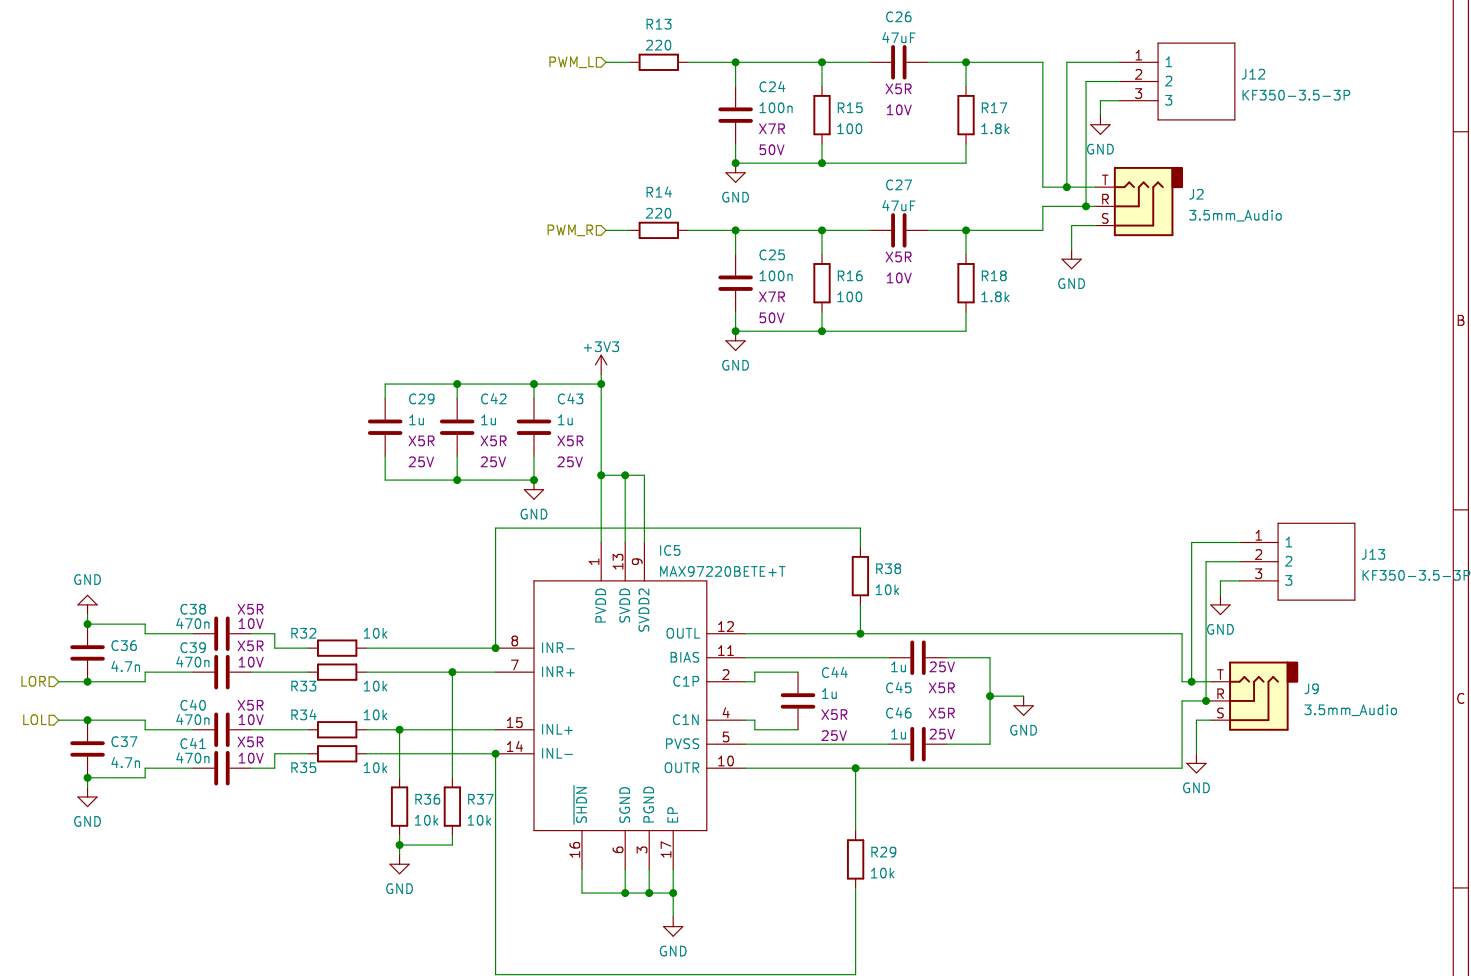 R13
220
PWM_L
C24
100n
X7R
50V
R15
100
C26
47uF
X5R
10V
R17
1.8k
GND
1
2
3
1
2
3
J12
KF350-3.5-3P
GND
T
R
S
J2
3.5mm_Audio
GND
R14
220
PWM_R
C25
100n
X7R
50V
R16
100
C27
47uF
X5R
10V
R18
1.8k
GND
B
+3V3
C29
1u
X5R
25V
C42
1u
X5R
25V
C43
1u
X5R
25V
GND
IC5
MAX97220BETE+T
1
13
9
PVDD
SVDD
SVDD2
R38
10k
GND
C36
4.7n
LOR
LOL
C37
4.7n
GND
C38
470n
X5R
10V
C39
470n
X5R
10V
C40
470n
X5R
10V
C41
470n
X5R
10V
R32
10k
R33
10k
R34
10k
R35
10k
8
INR-
7
INR+
15
INL+
14
INL-
R36
10k
R37
10k
GND
OUTL
12
BIAS
11
C1P
2
C1N
4
PVSS
5
OUTR
10
SHDN
SGND
PGND
EP
16
6
3
17
GND
C44
1u
X5R
25V
1u
25V
C45
X5R
C46
X5R
1u
25V
GND
R29
10k
1
2
3
1
2
3
J13
KF350-3.5-3P
GND
T
R
S
J9
3.5mm_Audio
GND
C